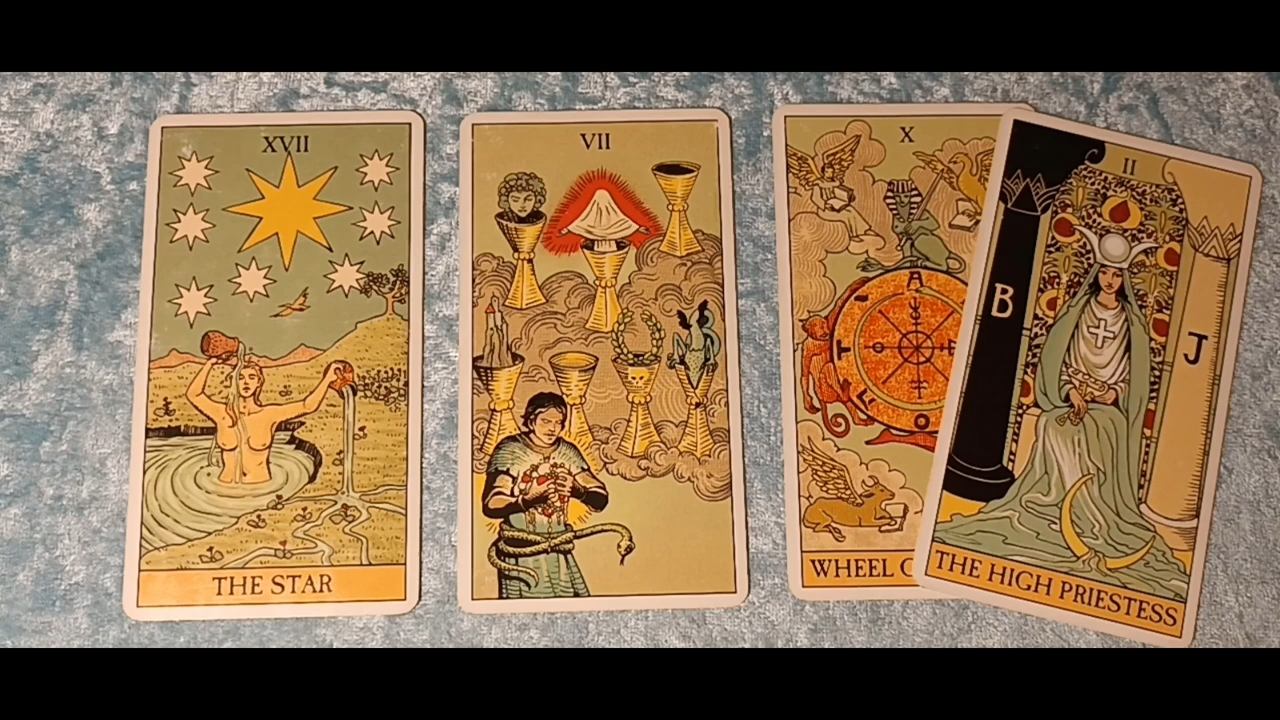 XVII
THE STAR
VII
X
A
T
O
WHEEL
II
B
J
THE HIGH PRIESTESS